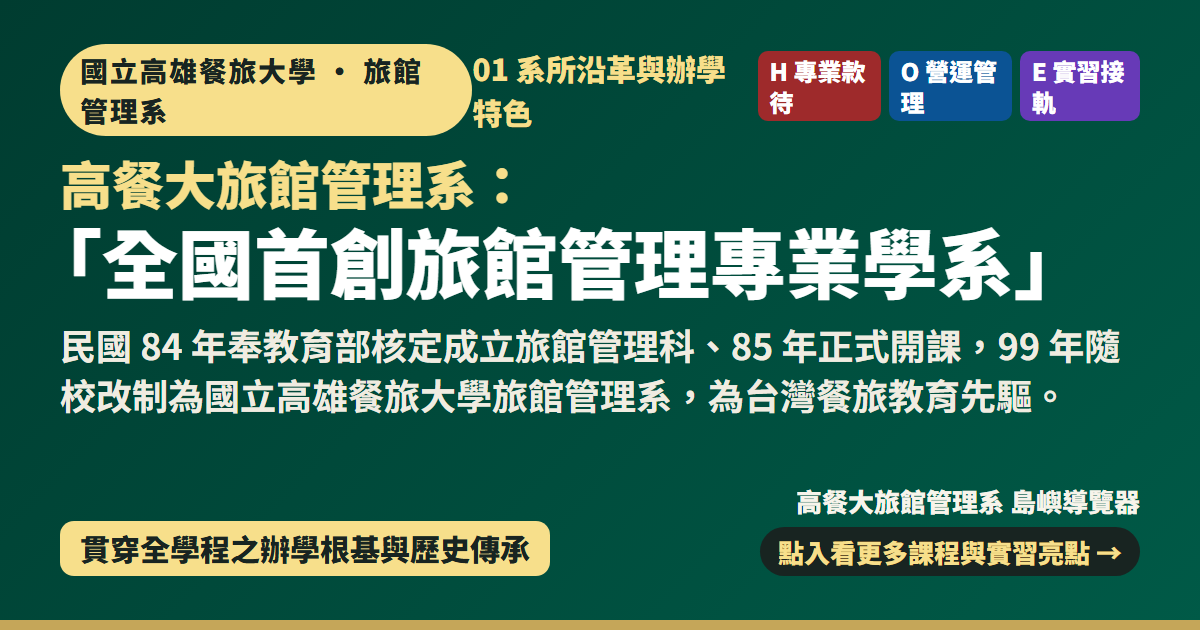 國立高雄餐旅大學 · 旅館
管理系
01 系所沿革與辦學
特色
H 專業款
待
O 營運管
理
E 實習接
軌
高餐大旅館管理系：
「全國首創旅館管理專業學系」
民國 84 年奉教育部核定成立旅館管理科、85 年正式開課，99 年隨
校改制為國立高雄餐旅大學旅館管理系，為台灣餐旅教育先驅。
高餐大旅館管理系 島嶼導覽器
貫穿全學程之辦學根基與歷史傳承
點入看更多課程與實習亮點→